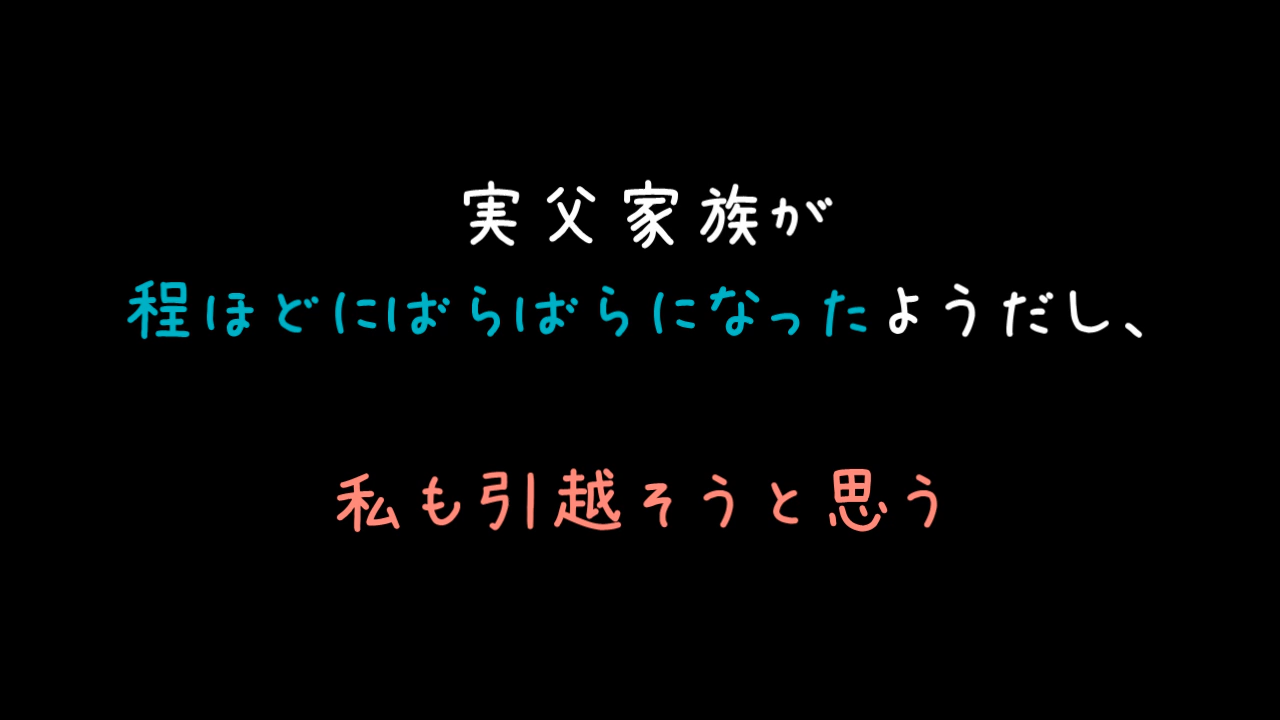 実父家族が
程ほどにばらばらになったようだし、
私も引越そうと思う